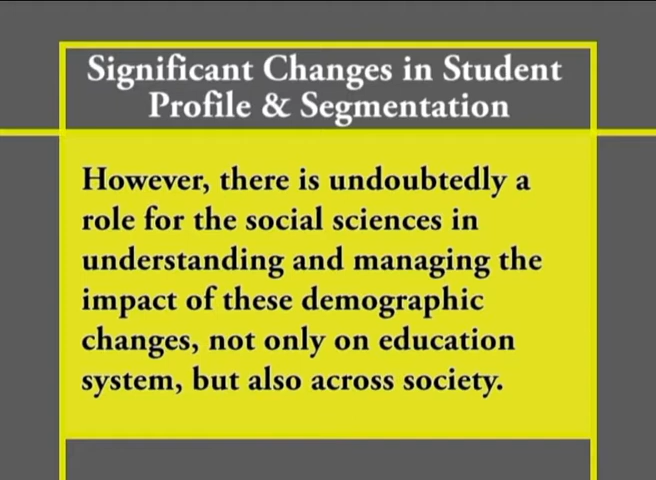 Significant Changes in Student
Profile & Segmentation
However, there is undoubtedly a
role for the social sciences in
understanding and managing the
impact of these demographic
changes, not only on education
system, but also across society.